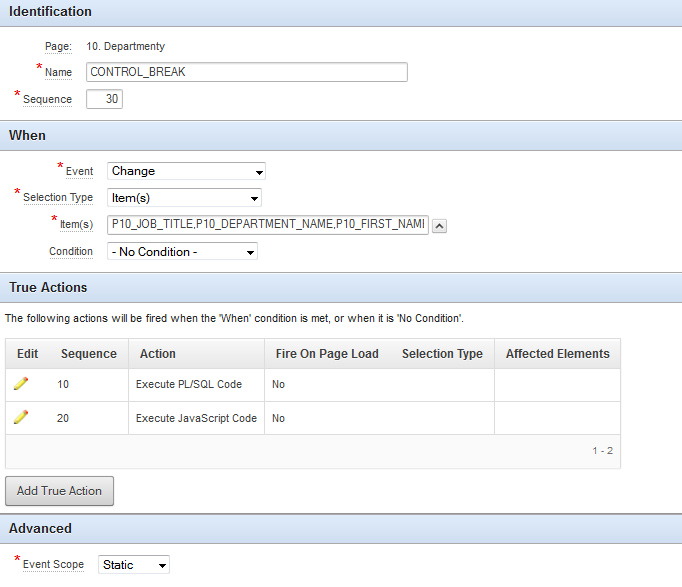 Identification
Page: 10. Departmenty
* Name CONTROL_BREAK
* Sequence 30
When
* Event Change
* Selection Type Item(s)
* Item(s) P10_JOB_TITLE,P10_DEPARTMENT_NAME,P10_FIRST_NAM
Condition - No Condition -
True Actions
The following actions will be fired when the 'When' condition is met, or when it is 'No Condition'.
Edit Sequence Action Fire On Page Load Selection Type Affected Elements
10 Execute PL/SQL Code No
20 Execute JavaScript Code No
1 - 2
Add True Action
Advanced
* Event Scope Static